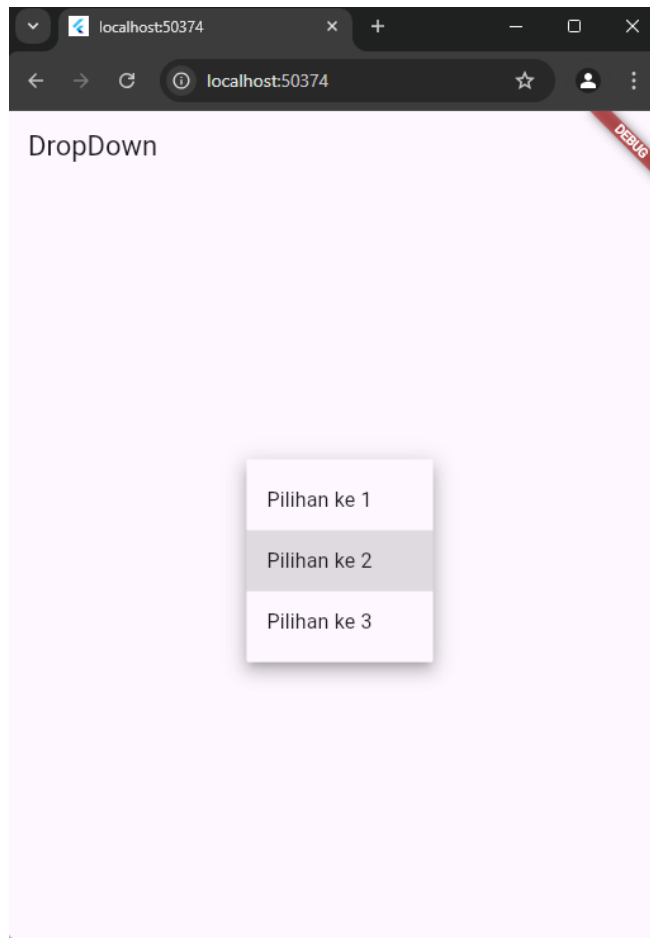 localhost:50374
localhost:50374
DropDown
DEBUG
Pilihan ke 1
Pilihan ke 2
Pilihan ke 3